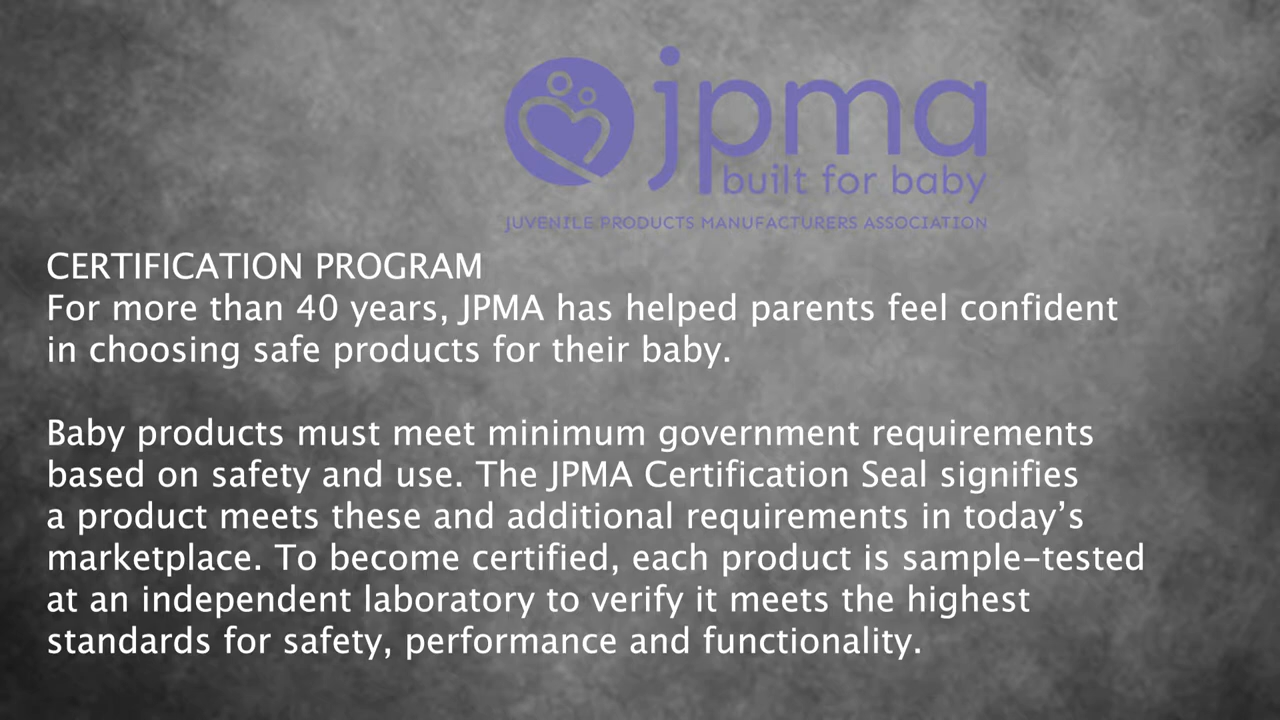 jpma
built for baby
JUVENILE PRODUCTS MANUFACTURERS ASSOCIATION
CERTIFICATION PROGRAM
For more than 40 years, JPMA has helped parents feel confident
in choosing safe products for their baby.
Baby products must meet minimum government requirements
based on safety and use. The JPMA Certification Seal signifies
a product meets these and additional requirements in today’s
marketplace. To become certified, each product is sample-tested
at an independent laboratory to verify it meets the highest
standards for safety, performance and functionality.